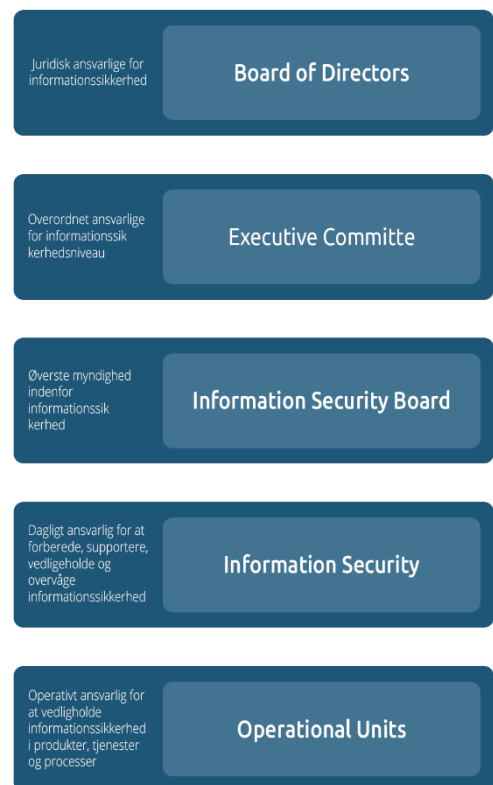 Juridisk ansvarlige for
informationssikkerhed
Board of Directors
Overordnet ansvarlige
for informationssik
kerhedsniveau
Executive Committe
Øverste myndighed
indenfor
informationssik
kerhed
Information Security Board
Dagligt ansvarlig for at
forberede, supportere,
vedligeholde og
overvåge
informationssikkerhed
Information Security
Operativt ansvarlig for
at vedligholde
informationssikkerhed
i produkter, tjenester
og processer
Operational Units